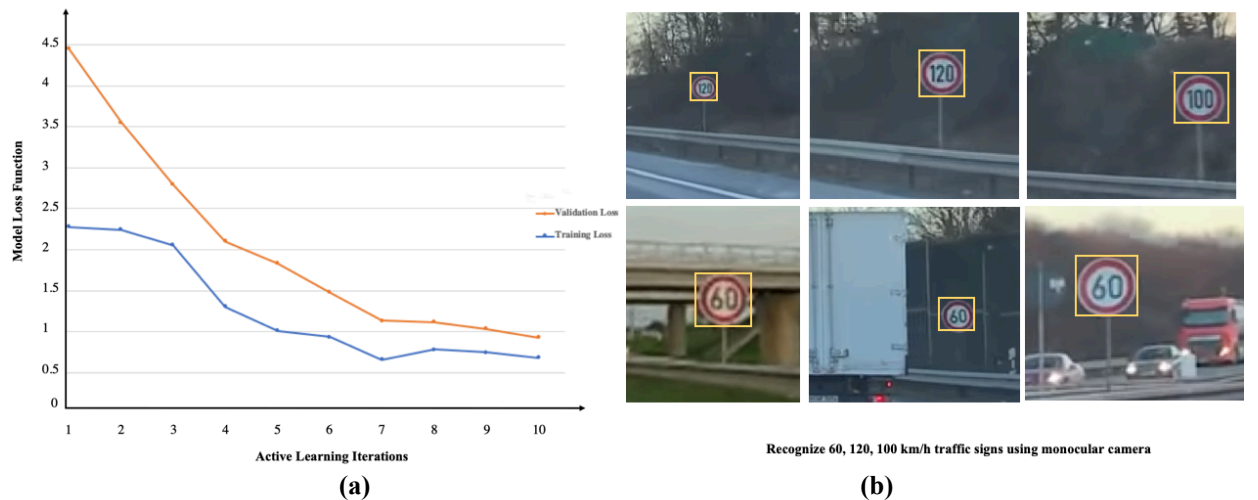 4.5
4
3.5
3
2.5
2
1.5
1
0.5
0
Model Loss Function
Validation Loss
Training Loss
1 2 3 4 5 6 7 8 9 10
Active Learning Iterations
(a)
120
120
100
60
60
60
Recognize 60, 120, 100 km/h traffic signs using monocular camera
(b)